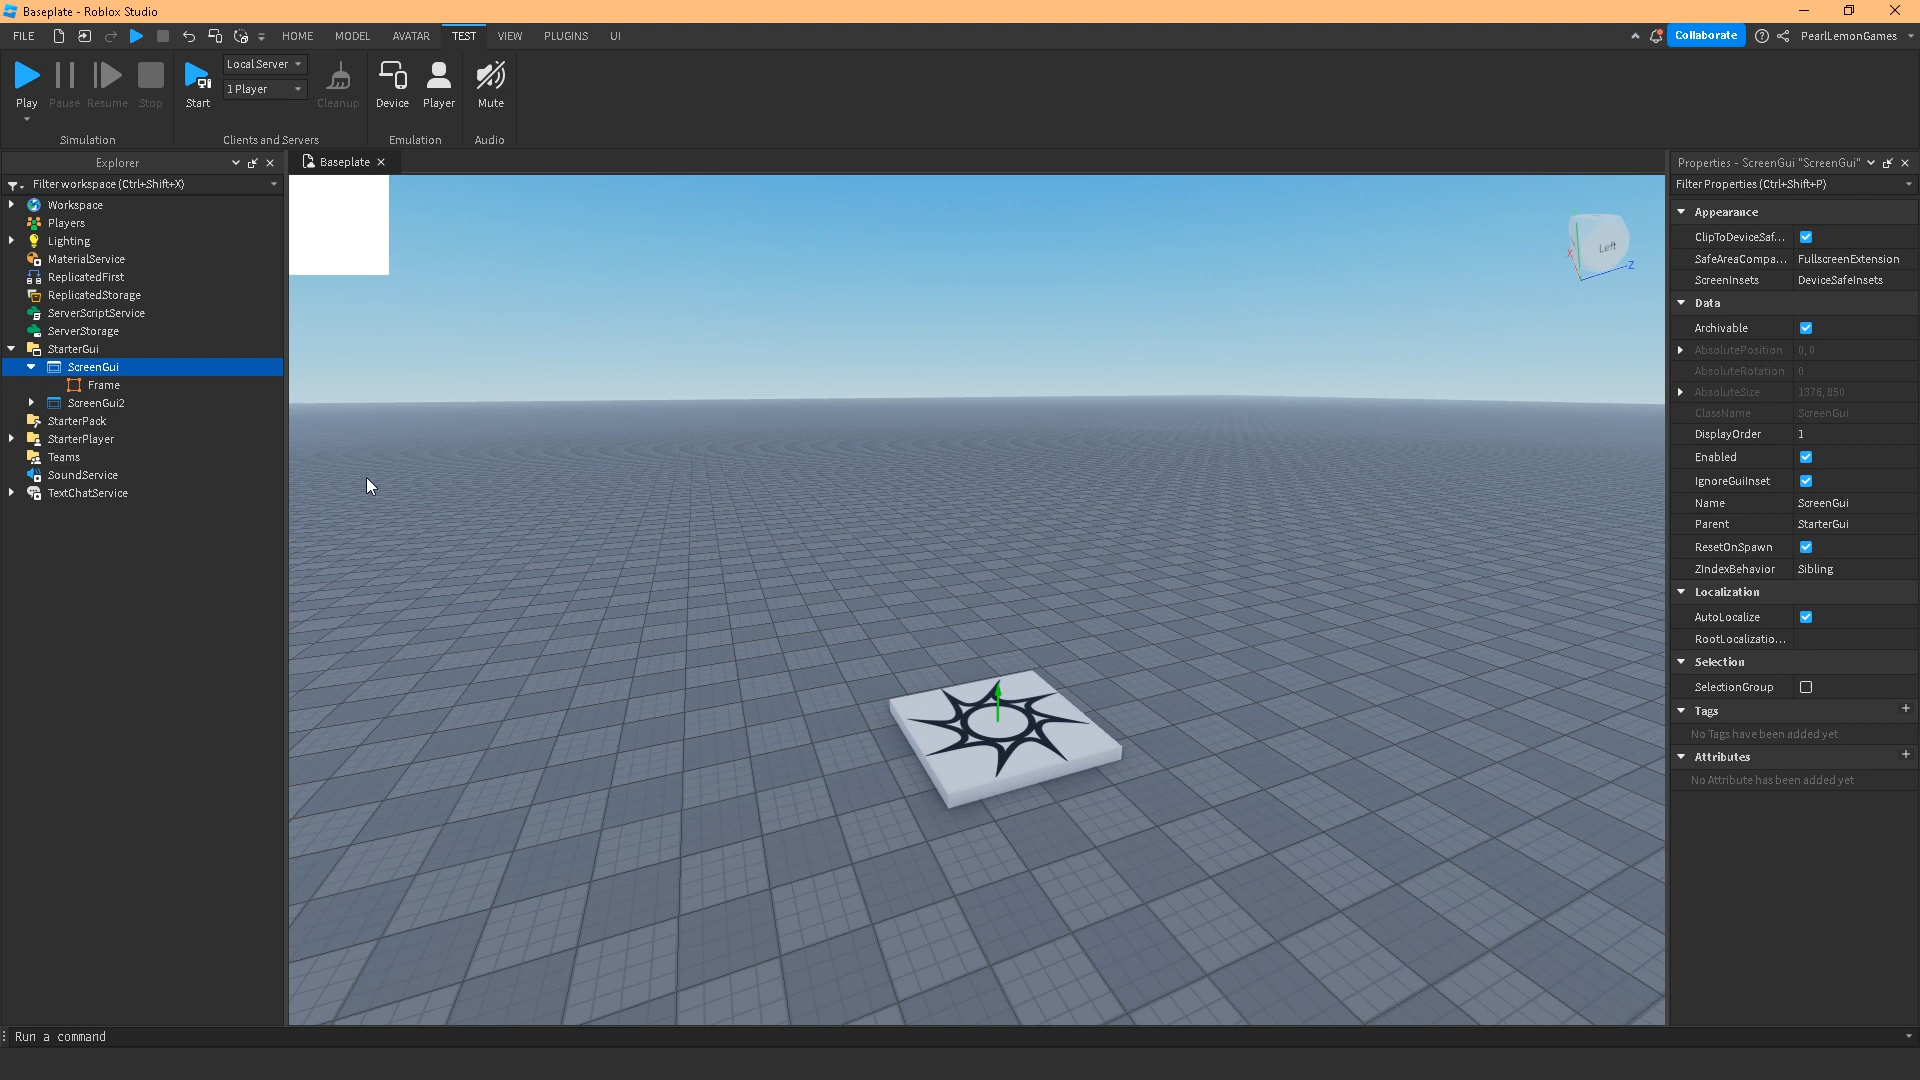 Baseplate - Roblox Studio
FILE HOME MODEL AVATAR TEST VIEW PLUGINS UI Collaborate PearlLemonGames
Play Pause Resume Stop
Simulation
Start Local Server
1 Player
Cleanup
Clients and Servers
Device Player
Emulation
Mute
Audio
Explorer
Filter workspace (Ctrl+Shift+X)
Workspace
Players
Lighting
MaterialService
ReplicatedFirst
ReplicatedStorage
ServerScriptService
ServerStorage
StarterGui
ScreenGui
Frame
ScreenGui2
StarterPack
StarterPlayer
Teams
SoundService
TextChatService
Baseplate
Left
X
Z
Properties - ScreenGui "ScreenGui"
Filter Properties (Ctrl+Shift+P)
Appearance
ClipToDeviceSaf...
SafeAreaCompa... FullscreenExtension
ScreenInsets DeviceSafeInsets
Data
Archivable
AbsolutePosition 0, 0
AbsoluteRotation 0
AbsoluteSize 1376, 850
ClassName ScreenGui
DisplayOrder 1
Enabled
IgnoreGuiInset
Name ScreenGui
Parent StarterGui
ResetOnSpawn
ZIndexBehavior Sibling
Localization
AutoLocalize
RootLocalizatio...
Selection
SelectionGroup
Tags
No Tags have been added yet
Attributes
No Attribute has been added yet
Run a command